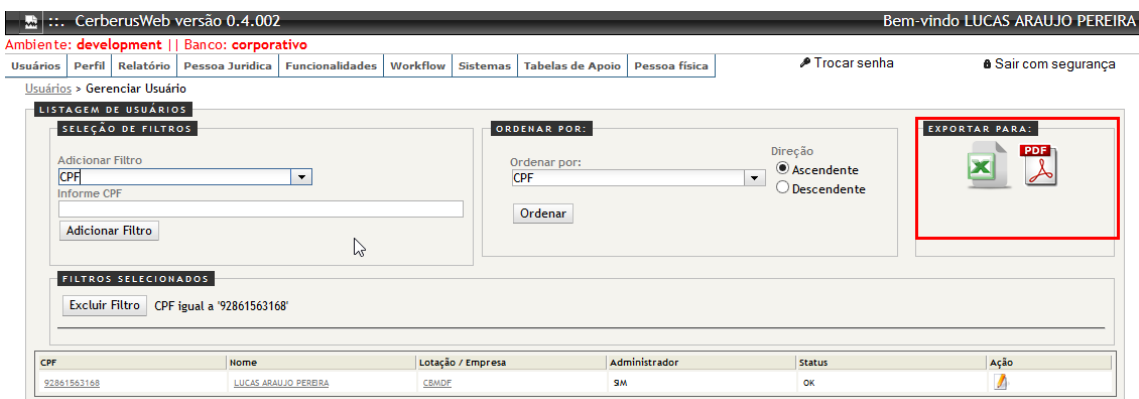 ::. CerberusWeb versão 0.4.002
Bem-vindo LUCAS ARAUJO PEREIRA
Ambiente: development || Banco: corporativo
Usuários Perfil Relatório Pessoa Juridica Funcionalidades Workflow Sistemas Tabelas de Apoio Pessoa física
Trocar senha
Sair com segurança
Usuários > Gerenciar Usuário
LISTAGEM DE USUÁRIOS
SELEÇÃO DE FILTROS
Adicionar Filtro
CPF
Informe CPF
Adicionar Filtro
ORDENAR POR:
Ordenar por:
CPF
Direção
Ascendente
Descendente
Ordenar
EXPORTAR PARA:
PDF
FILTROS SELECIONADOS
Excluir Filtro CPF igual a '92861563168'
CPF Nome Lotação / Empresa Administrador Status Ação
92861563168 LUCAS ARAUJO PEREIRA CBMDF SIM OK